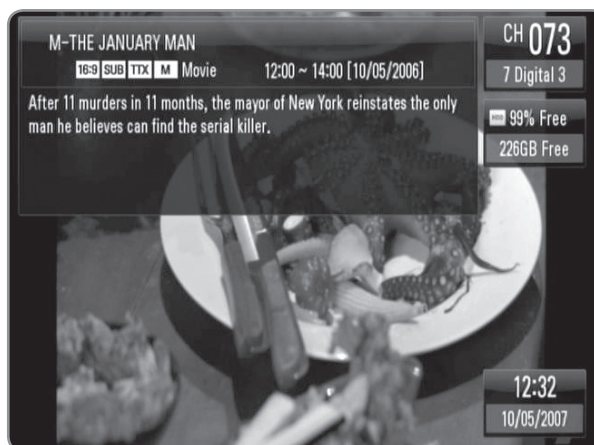 M-THE JANUARY MAN
16:9 SUB TTX M Movie 12:00 ~ 14:00 [10/05/2006]
After 11 murders in 11 months, the mayor of New York reinstates the only
man he believes can find the serial killer.
CH 073
7 Digital 3
HDD 99% Free
226GB Free
12:32
10/05/2007